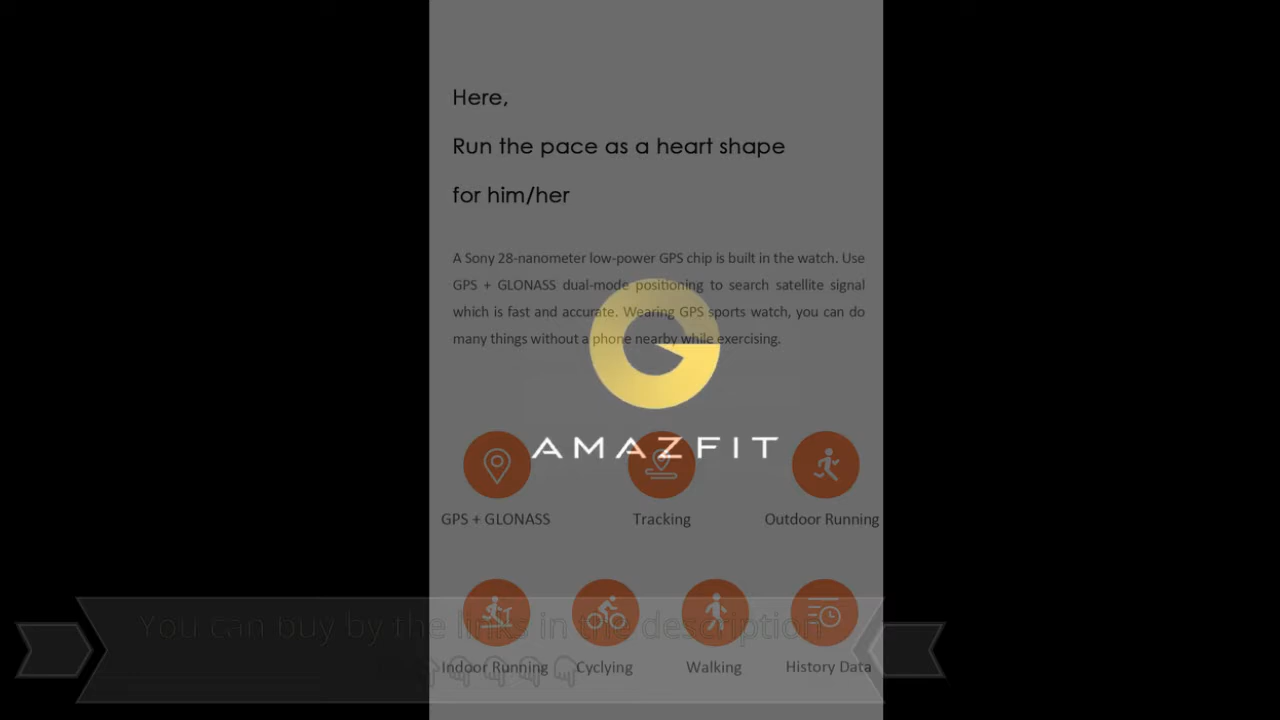 Here,
Run the pace as a heart shape
for him/her
A Sony 28-nanometer low-power GPS chip is built in the watch. Use
GPS + GLONASS dual-mode positioning to search satellite signal
which is fast and accurate. Wearing GPS sports watch, you can do
many things without a phone nearby while exercising.
AMAZFIT
GPS + GLONASS
Tracking
Outdoor Running
You can buy by the links in the description
Indoor Running
Cyclying
Walking
History Data